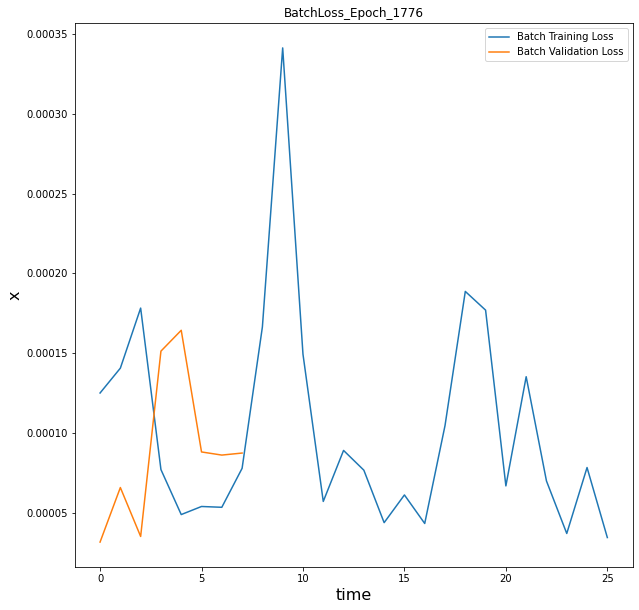 BatchLoss_Epoch_1776
Batch Training Loss
Batch Validation Loss
0.00035
0.00030
0.00025
0.00020
0.00015
0.00010
0.00005
x
0 5 10 15 20 25
time